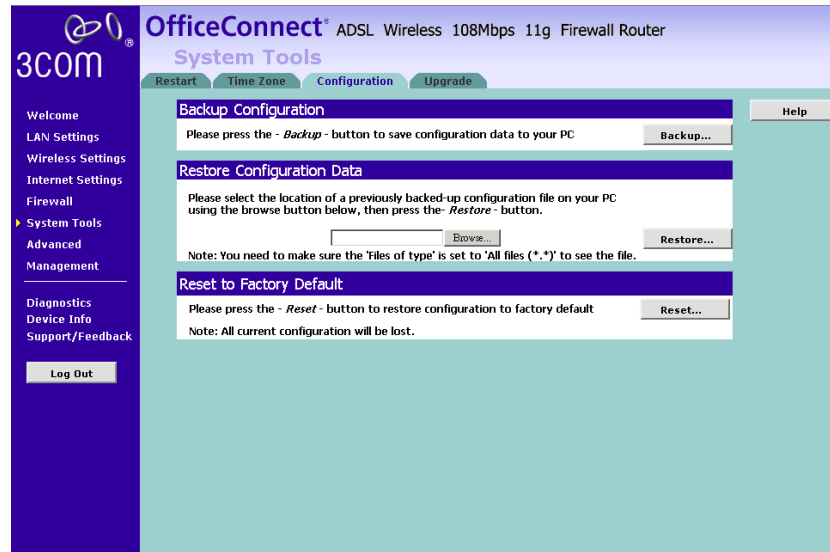 3COM®
OfficeConnect® ADSL Wireless 108Mbps 11g Firewall Router
System Tools
Restart
Time Zone
Configuration
Upgrade
Welcome
LAN Settings
Wireless Settings
Internet Settings
Firewall
System Tools
Advanced
Management
Diagnostics
Device Info
Support/Feedback
Log Out
Backup Configuration
Please press the - Backup - button to save configuration data to your PC
Backup...
Restore Configuration Data
Please select the location of a previously backed-up configuration file on your PC
using the browse button below, then press the- Restore - button.
Browse...
Restore...
Note: You need to make sure the 'Files of type' is set to 'All files (*.*)' to see the file.
Reset to Factory Default
Please press the - Reset - button to restore configuration to factory default
Reset...
Note: All current configuration will be lost.
Help